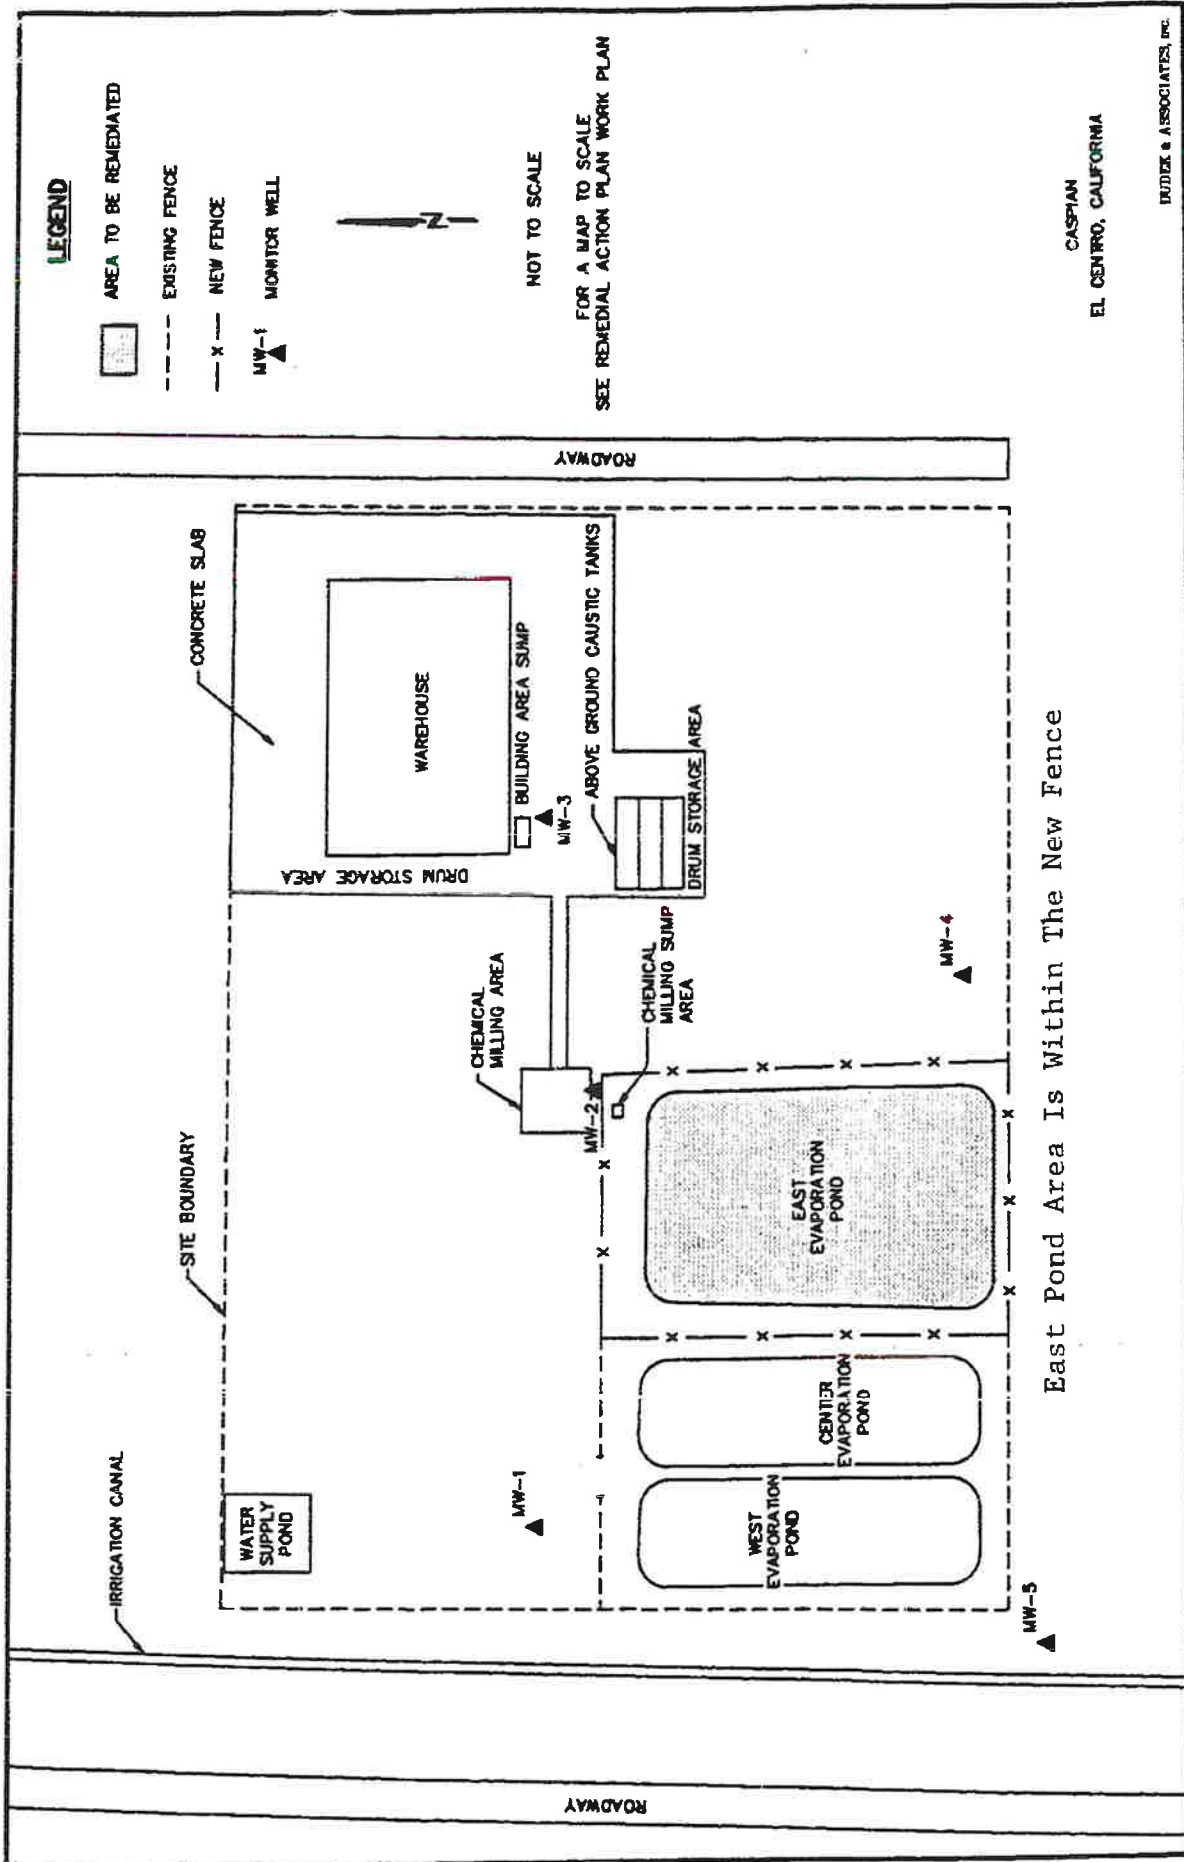 LEGEND
AREA TO BE REMEDIATED
EXISTING FENCE
X
NEW FENCE
MW-1
MONITOR WELL
N
NOT TO SCALE
FOR A MAP TO SCALE
SEE REMEDIAL ACTION PLAN WORK PLAN
CASPIAN
EL CENTRO, CALIFORNIA
DUDEK & ASSOCIATES, INC.
ROADWAY
IRRIGATION CANAL
SITE BOUNDARY
CONCRETE SLAB
WATER
SUPPLY
POND
WAREHOUSE
DRUM STORAGE AREA
BUILDING AREA SUMP
MW-3
ABOVE GROUND CAUSTIC TANKS
DRUM STORAGE AREA
CHEMICAL
MILLING AREA
MW-1
MW-2
CHEMICAL
MILLING SUMP
AREA
X X
X X X X
X X X X
X X X
WEST
EVAPORATION
POND
CENTER
EVAPORATION
POND
EAST
EVAPORATION
POND
MW-4
MW-5
ROADWAY
East Pond Area Is Within The New Fence